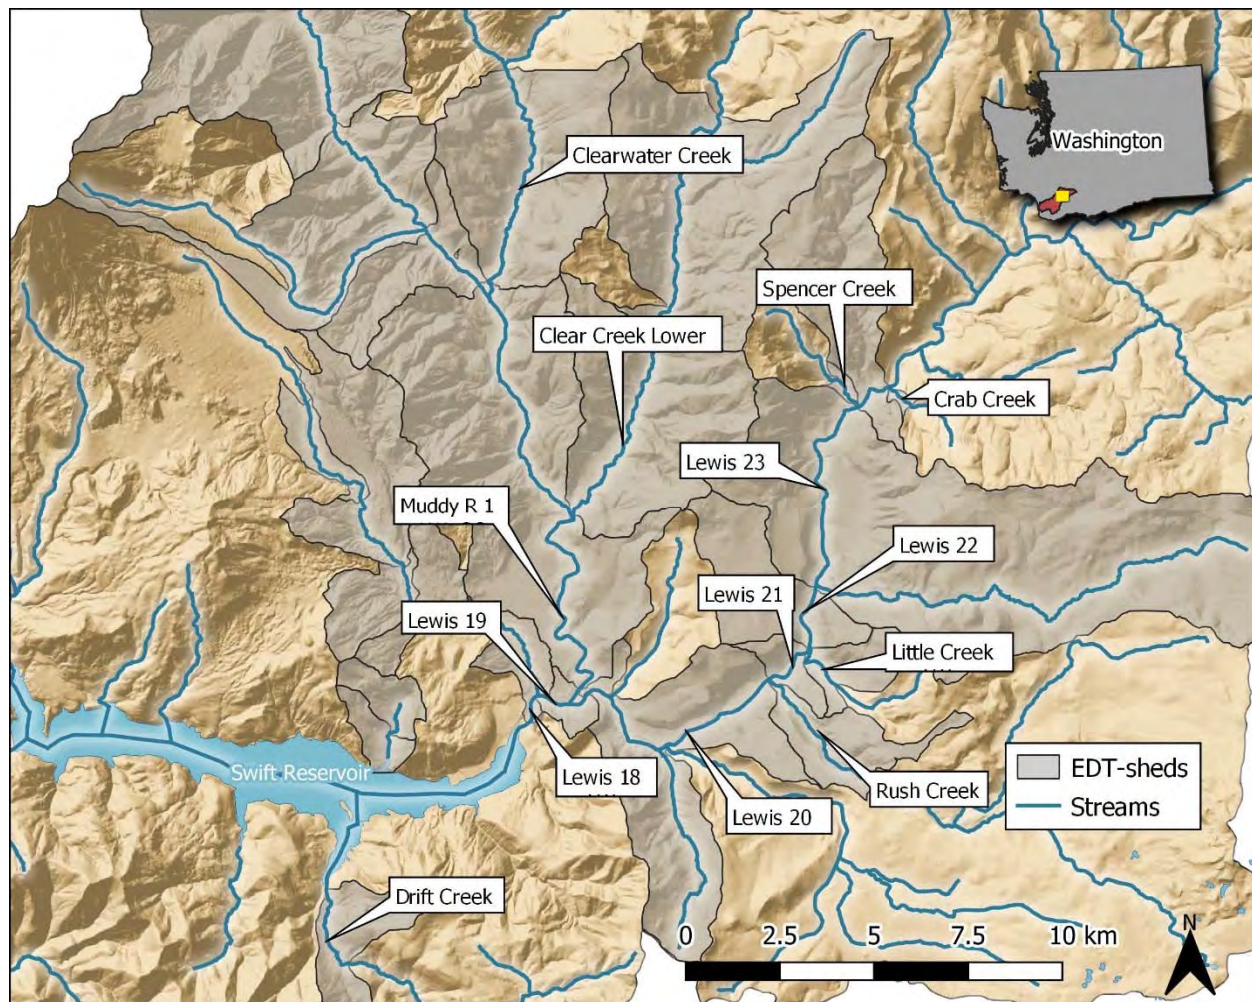 Washington
Clearwater Creek
Spencer Creek
Clear Creek Lower
Crab Creek
Lewis 23
Muddy R 1
Lewis 22
Lewis 21
Lewis 19
Little Creek
Swift Reservoir
Lewis 18
Rush Creek
Lewis 20
EDT-sheds
Streams
Drift Creek
0 2.5 5 7.5 10 km
N